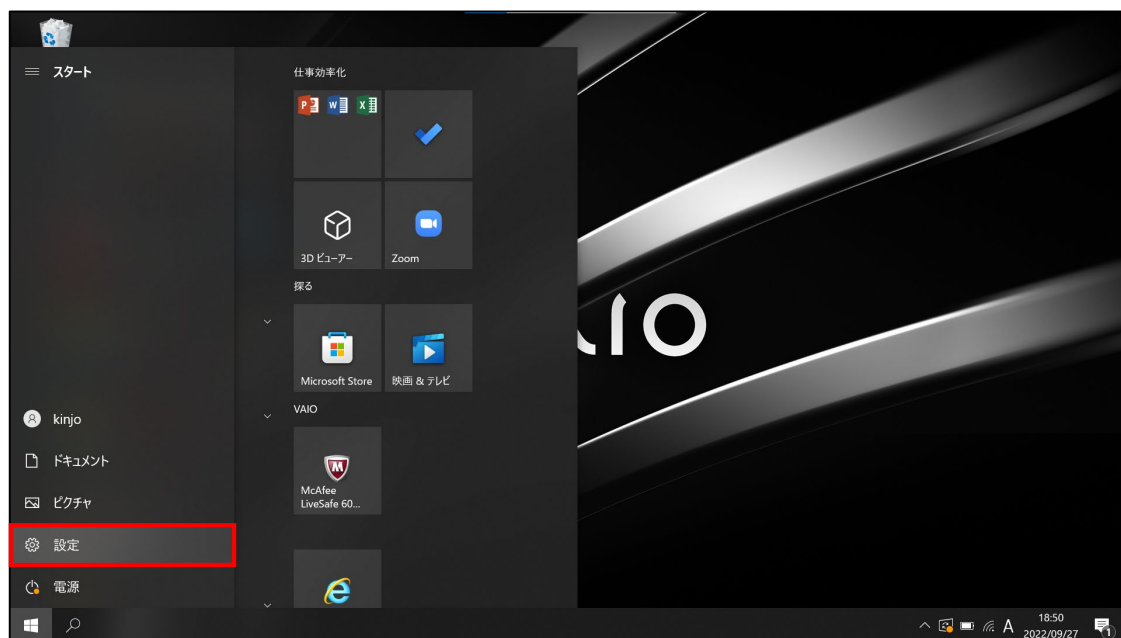 スタート
仕事効率化
3D ビューアー
Zoom
探る
Microsoft Store
映画 & テレビ
VAIO
McAfee
LiveSafe 60...
kinjo
ドキュメント
ピクチャ
設定
電源
A
18:50
2022/09/27
1